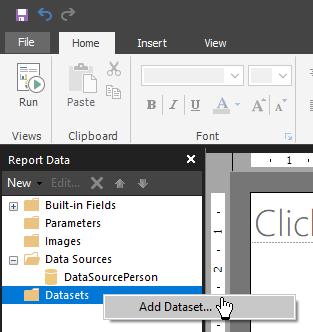 File Home Insert View
Run Paste
Views Clipboard Font
Report Data
New Edit...
Built-in Fields
Parameters
Images
Data Sources
DataSourcePerson
Datasets
Add Dataset...
1
Clic
1
2